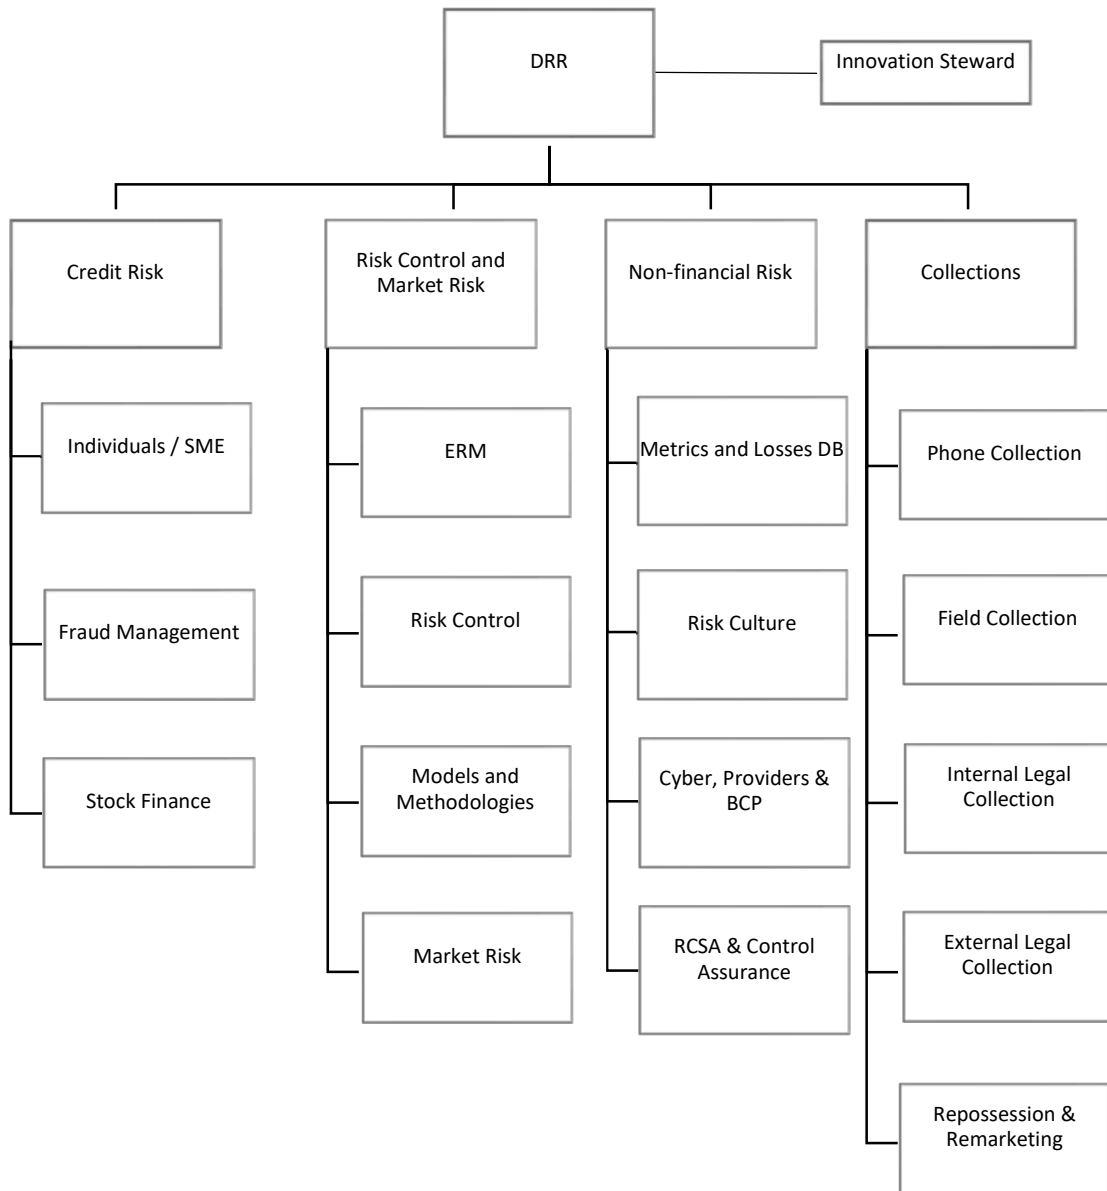 DRR
Innovation Steward
Credit Risk
Risk Control and
Market Risk
Non-financial Risk
Collections
Individuals / SME
ERM
Metrics and Losses DB
Phone Collection
Fraud Management
Risk Control
Risk Culture
Field Collection
Stock Finance
Models and
Methodologies
Cyber, Providers &
BCP
Internal Legal
Collection
Market Risk
RCSA & Control
Assurance
External Legal
Collection
Repossession &
Remarketing